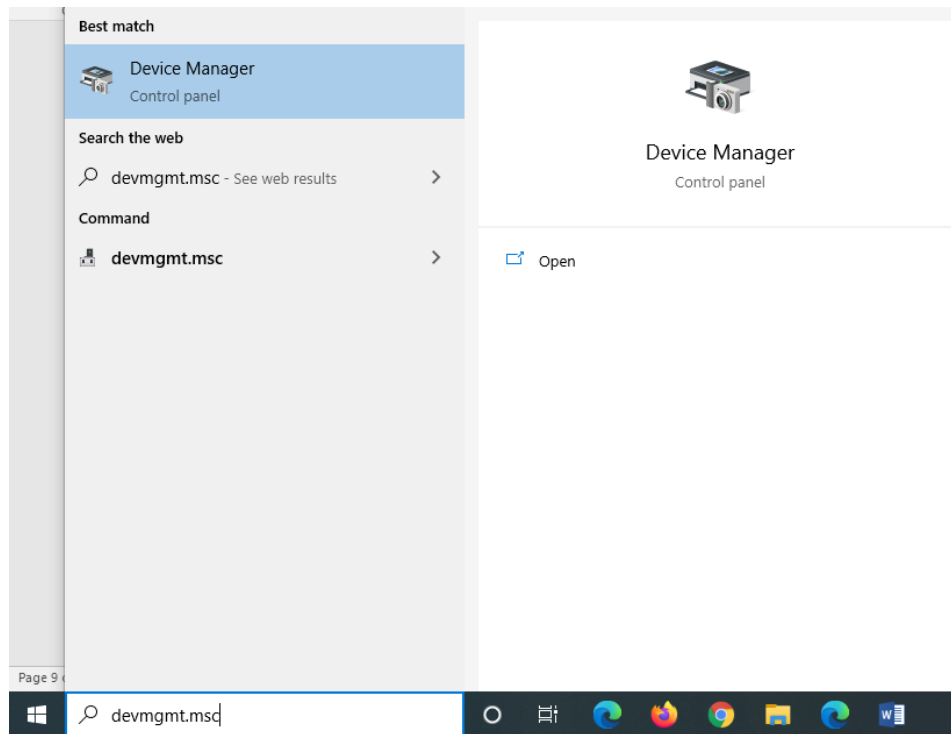 Best match
Device Manager
Control panel
Search the web
devmgmt.msc - See web results
Command
devmgmt.msc
Device Manager
Control panel
Open
Page 9
devmgmt.msc